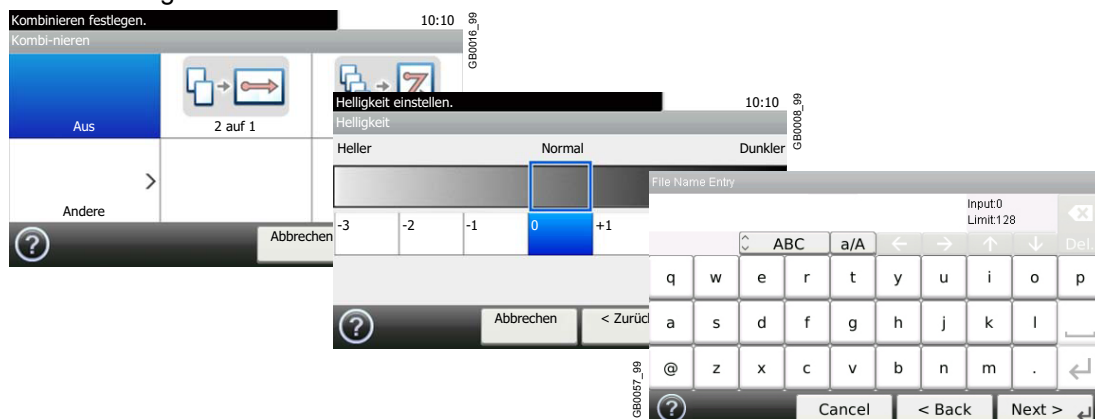 Kombinieren festlegen. 10:10
Kombi-nieren
Aus
2 auf 1
Andere
Abbrechen
GB0016_99
Helligkeit einstellen. 10:10
Helligkeit
Heller Normal Dunkler
-3 -2 -1 0 +1
Abbrechen < Zurück
GB0008_99
File Name Entry
Input:0
Limit:128
ABC a/A Del.
q w e r t y u i o p
a s d f g h j k l
@ z x c v b n m .
Cancel < Back Next >
GB0057_99